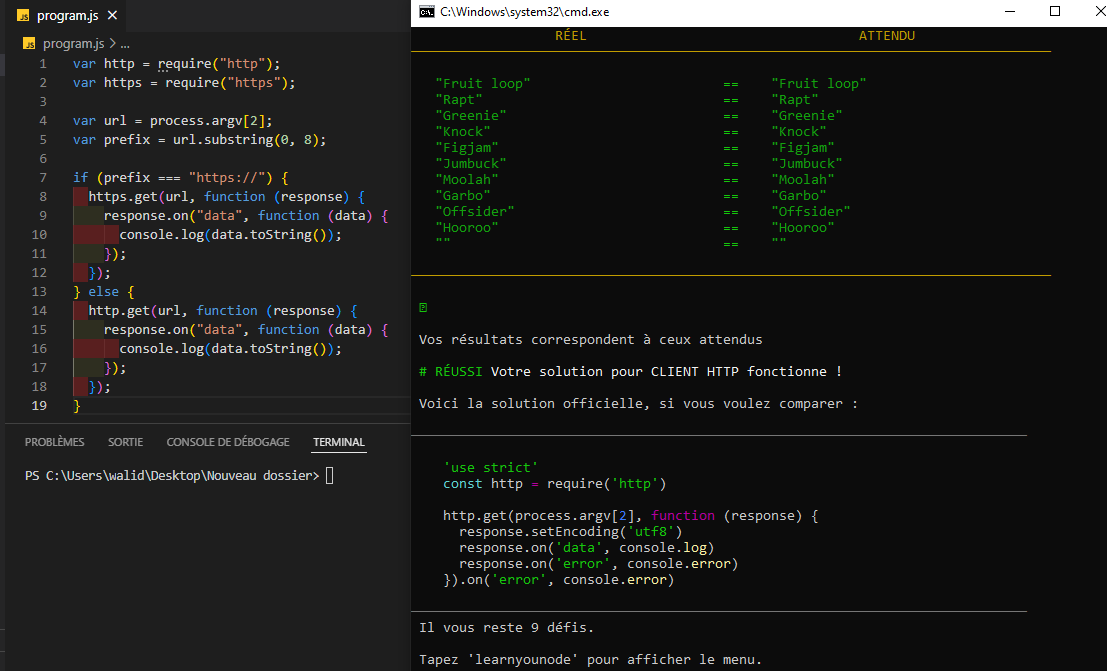 JS program.js ×
JS program.js > ...
1 var http = require("http");
2 var https = require("https");
3
4 var url = process.argv[2];
5 var prefix = url.substring(0, 8);
6
7 if (prefix === "https://") {
8 https.get(url, function (response) {
9 response.on("data", function (data) {
10 console.log(data.toString());
11 });
12 });
13 } else {
14 http.get(url, function (response) {
15 response.on("data", function (data) {
16 console.log(data.toString());
17 });
18 });
19 }
PROBLÈMES SORTIE CONSOLE DE DÉBOGAGE TERMINAL
PS C:\Users\walid\Desktop\Nouveau dossier>
C:\Windows\system32\cmd.exe
RÉEL ATTENDU
"Fruit loop" == "Fruit loop"
"Rapt" == "Rapt"
"Greenie" == "Greenie"
"Knock" == "Knock"
"Figjam" == "Figjam"
"Jumbuck" == "Jumbuck"
"Moolah" == "Moolah"
"Garbo" == "Garbo"
"Offsider" == "Offsider"
"Hooroo" == "Hooroo"
"" == ""
Vos résultats correspondent à ceux attendus
# RÉUSSI Votre solution pour CLIENT HTTP fonctionne !
Voici la solution officielle, si vous voulez comparer :
'use strict'
const http = require('http')
http.get(process.argv[2], function (response) {
response.setEncoding('utf8')
response.on('data', console.log)
response.on('error', console.error)
}).on('error', console.error)
Il vous reste 9 défis.
Tapez 'learnyounode' pour afficher le menu.